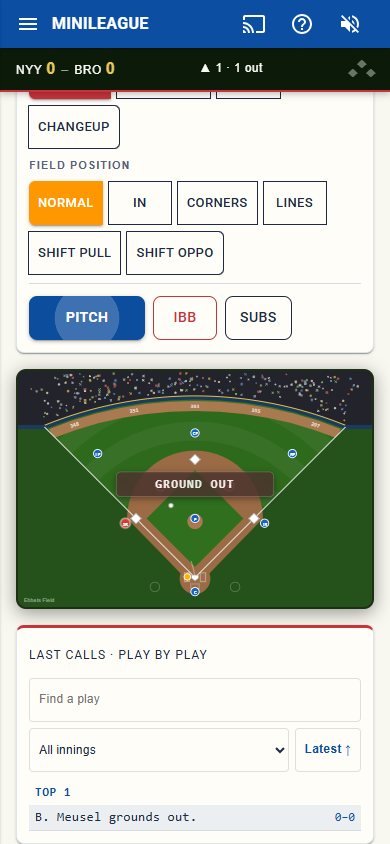 MINILEAGUE
NYY 0 – BRO 0
▲ 1 · 1 out
CHANGEUP
FIELD POSITION
NORMAL
IN
CORNERS
LINES
SHIFT PULL
SHIFT OPPO
PITCH
IBB
SUBS
GROUND OUT
Ebbets Field
LAST CALLS · PLAY BY PLAY
Find a play
All innings
Latest ↑
TOP 1
B. Meusel grounds out.
0–0